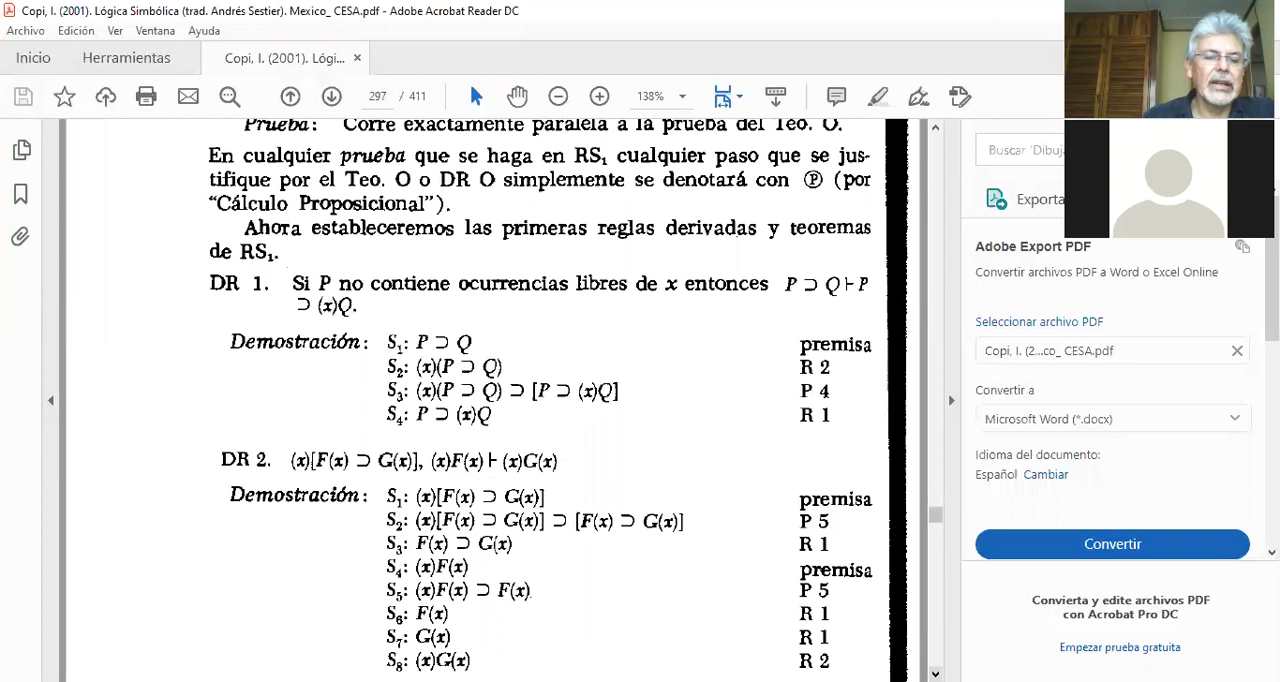 Copi, I. (2001). Lógica Simbólica (trad. Andrés Sestier). Mexico_ CESA.pdf - Adobe Acrobat Reader DC
Archivo Edición Ver Ventana Ayuda
Inicio Herramientas Copi, I. (2001). Lógi... ×
297 / 411 138%
Prueba: Corre exactamente paralela a la prueba del Teo. O.
En cualquier prueba que se haga en RS₁ cualquier paso que se jus-
tifique por el Teo. O o DR O simplemente se denotará con Ⓟ (por
“Cálculo Proposicional”).
Ahora estableceremos las primeras reglas derivadas y teoremas
de RS₁.
DR 1. Si P no contiene ocurrencias libres de x entonces P ⊃ Q ⊢ P
⊃ (x)Q.
Demostración: S₁: P ⊃ Q premisa
S₂: (x)(P ⊃ Q) R 2
S₃: (x)(P ⊃ Q) ⊃ [P ⊃ (x)Q] P 4
S₄: P ⊃ (x)Q R 1
DR 2. (x)[F(x) ⊃ G(x)], (x)F(x) ⊢ (x)G(x)
Demostración: S₁: (x)[F(x) ⊃ G(x)] premisa
S₂: (x)[F(x) ⊃ G(x)] ⊃ [F(x) ⊃ G(x)] P 5
S₃: F(x) ⊃ G(x) R 1
S₄: (x)F(x) premisa
S₅: (x)F(x) ⊃ F(x) P 5
S₆: F(x) R 1
S₇: G(x) R 1
S₈: (x)G(x) R 2
Buscar 'Dibuj
Exporta
Adobe Export PDF
Convertir archivos PDF a Word o Excel Online
Seleccionar archivo PDF
Copi, I. (2...co_ CESA.pdf
Convertir a
Microsoft Word (*.docx)
Idioma del documento:
Español Cambiar
Convertir
Convierta y edite archivos PDF
con Acrobat Pro DC
Empezar prueba gratuita